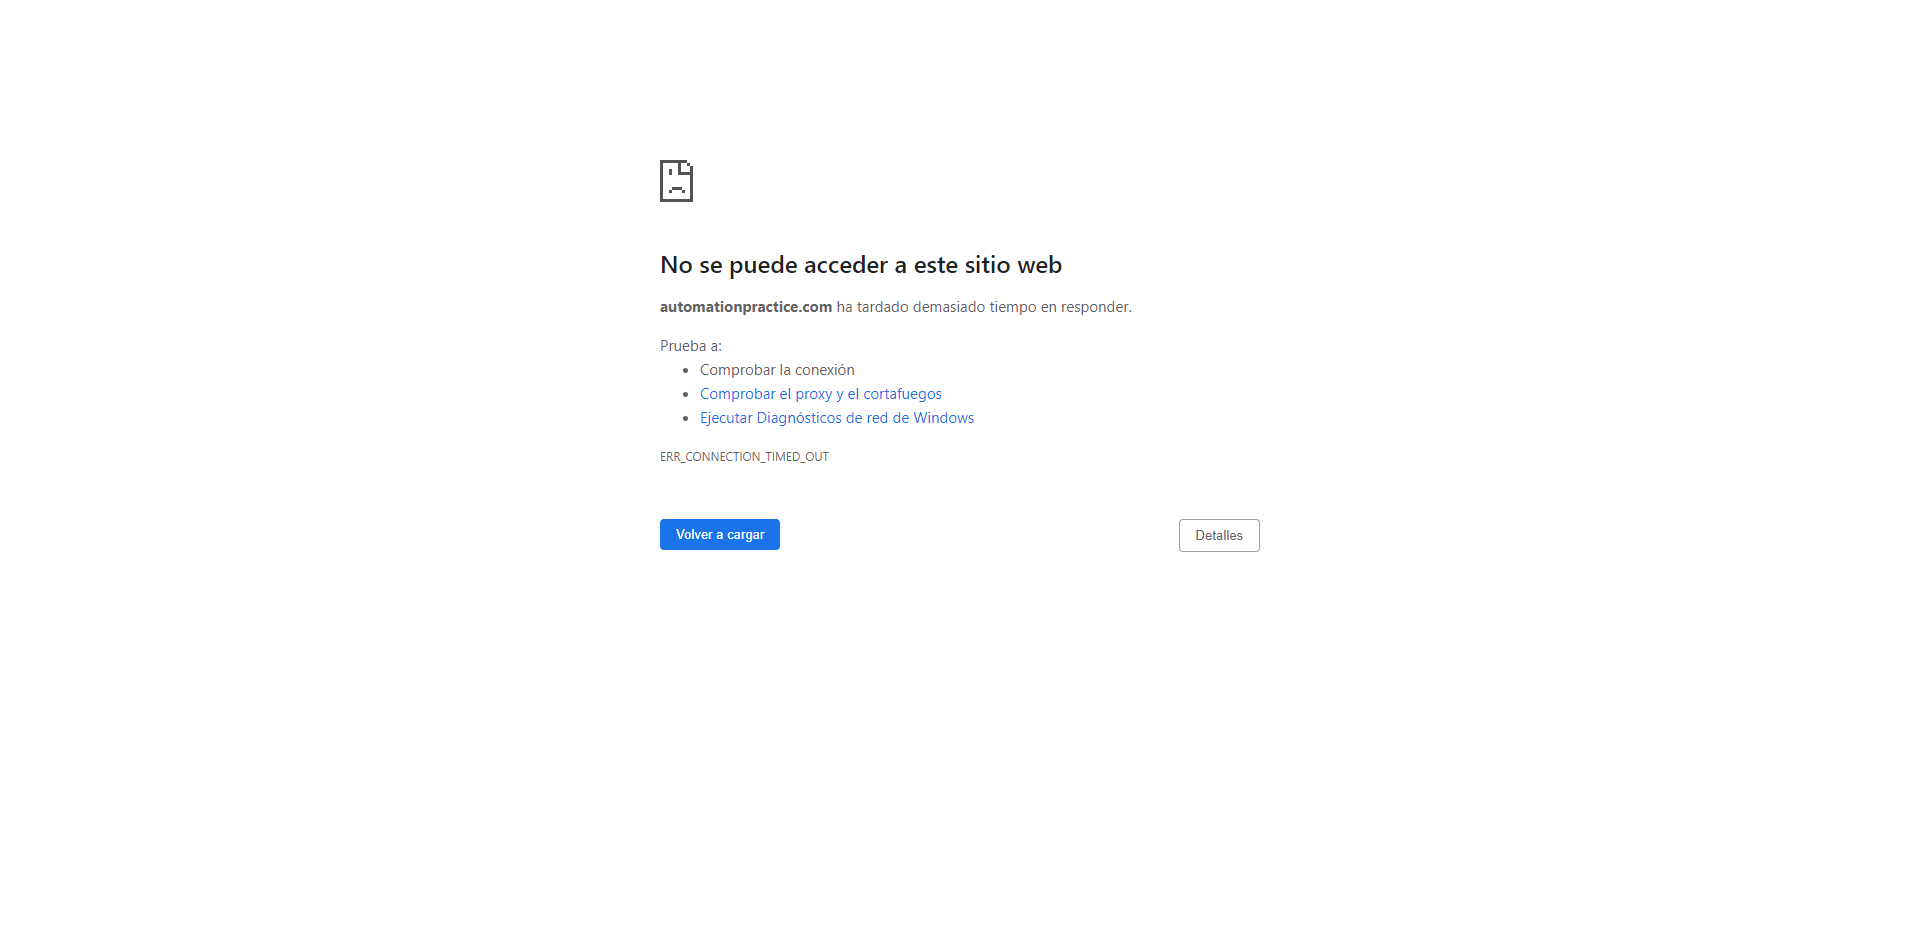 No se puede acceder a este sitio web
automationpractice.com ha tardado demasiado tiempo en responder.
Prueba a:
Comprobar la conexión
Comprobar el proxy y el cortafuegos
Ejecutar Diagnósticos de red de Windows
ERR_CONNECTION_TIMED_OUT
Volver a cargar
Detalles